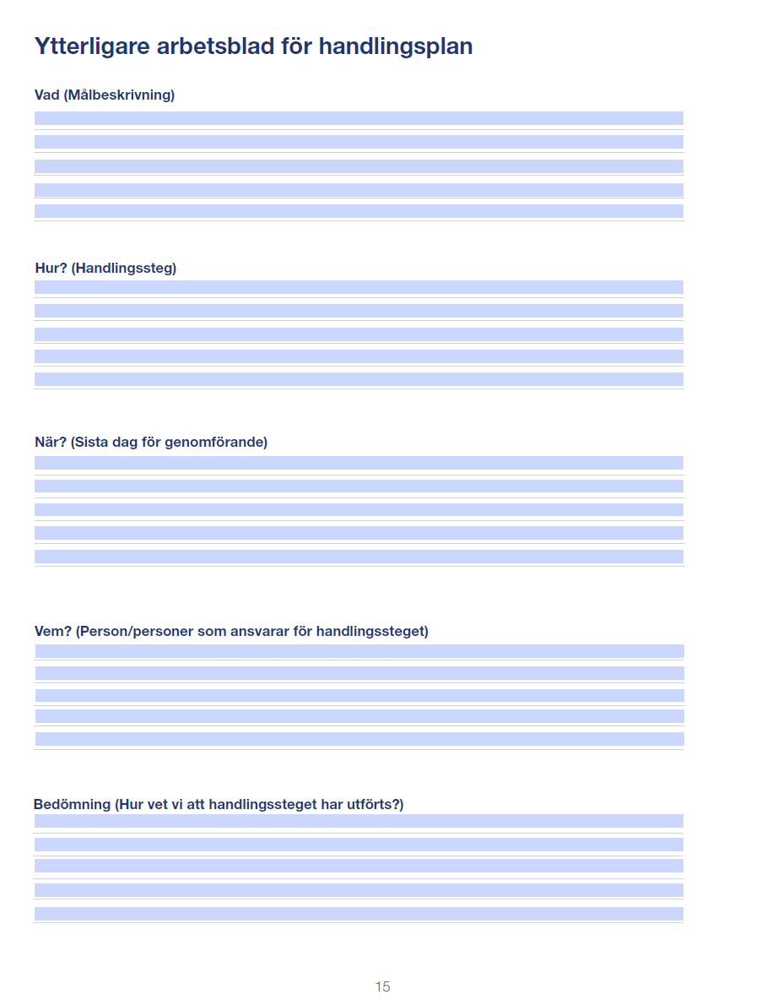 Ytterligare arbetsblad för handlingsplan
Vad (Målbeskrivning)
Hur? (Handlingssteg)
När? (Sista dag för genomförande)
Vem? (Person/personer som ansvarar för handlingssteget)
Bedömning (Hur vet vi att handlingssteget har utförts?)
15